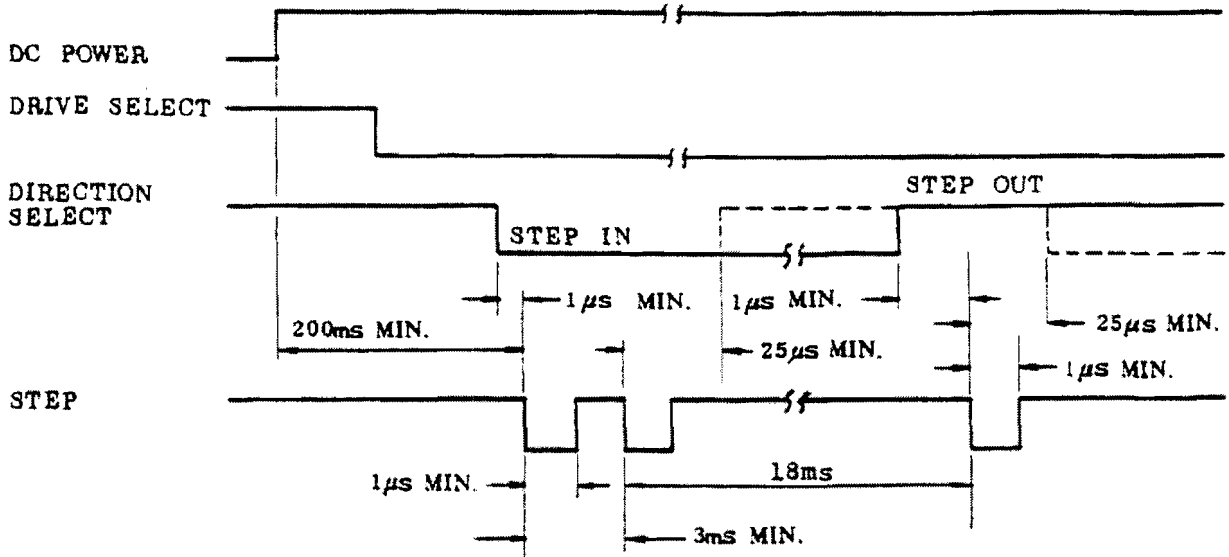 DC POWER
DRIVE SELECT
DIRECTION
SELECT
STEP OUT
STEP IN
1μs MIN.
1μs MIN.
200ms MIN.
25μs MIN.
25μs MIN.
1μs MIN.
STEP
1μs MIN.
18ms
3ms MIN.